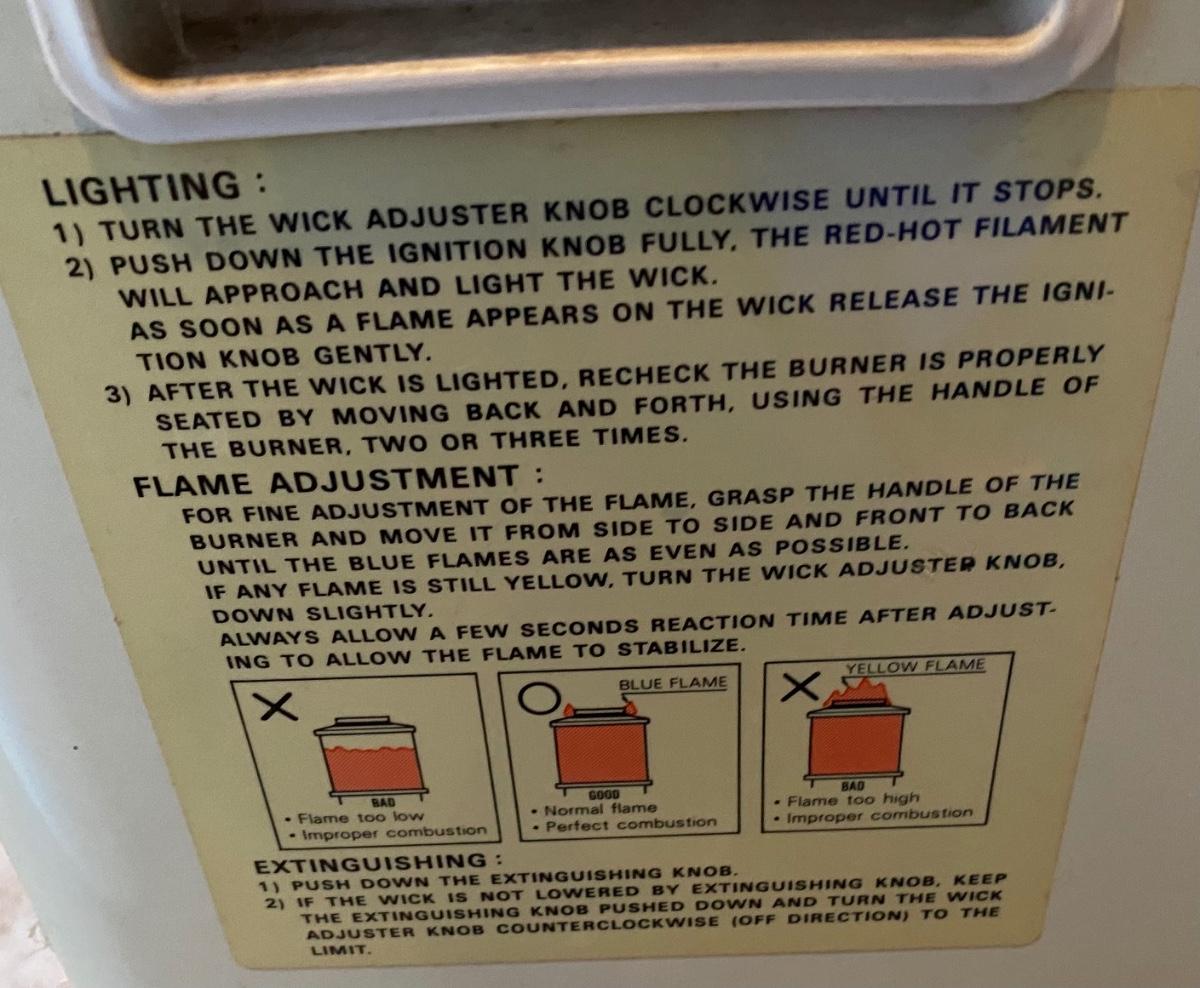 LIGHTING :
1) TURN THE WICK ADJUSTER KNOB CLOCKWISE UNTIL IT STOPS.
2) PUSH DOWN THE IGNITION KNOB FULLY, THE RED-HOT FILAMENT
WILL APPROACH AND LIGHT THE WICK.
AS SOON AS A FLAME APPEARS ON THE WICK RELEASE THE IGNI-
TION KNOB GENTLY.
3) AFTER THE WICK IS LIGHTED, RECHECK THE BURNER IS PROPERLY
SEATED BY MOVING BACK AND FORTH, USING THE HANDLE OF
THE BURNER, TWO OR THREE TIMES.
FLAME ADJUSTMENT :
FOR FINE ADJUSTMENT OF THE FLAME, GRASP THE HANDLE OF THE
BURNER AND MOVE IT FROM SIDE TO SIDE AND FRONT TO BACK
UNTIL THE BLUE FLAMES ARE AS EVEN AS POSSIBLE.
IF ANY FLAME IS STILL YELLOW, TURN THE WICK ADJUSTER KNOB,
DOWN SLIGHTLY.
ALWAYS ALLOW A FEW SECONDS REACTION TIME AFTER ADJUST-
ING TO ALLOW THE FLAME TO STABILIZE.
BAD
• Flame too low
• Improper combustion
BLUE FLAME
GOOD
• Normal flame
• Perfect combustion
YELLOW FLAME
BAD
• Flame too high
• Improper combustion
EXTINGUISHING :
1) PUSH DOWN THE EXTINGUISHING KNOB.
2) IF THE WICK IS NOT LOWERED BY EXTINGUISHING KNOB, KEEP
THE EXTINGUISHING KNOB PUSHED DOWN AND TURN THE WICK
ADJUSTER KNOB COUNTERCLOCKWISE (OFF DIRECTION) TO THE
LIMIT.